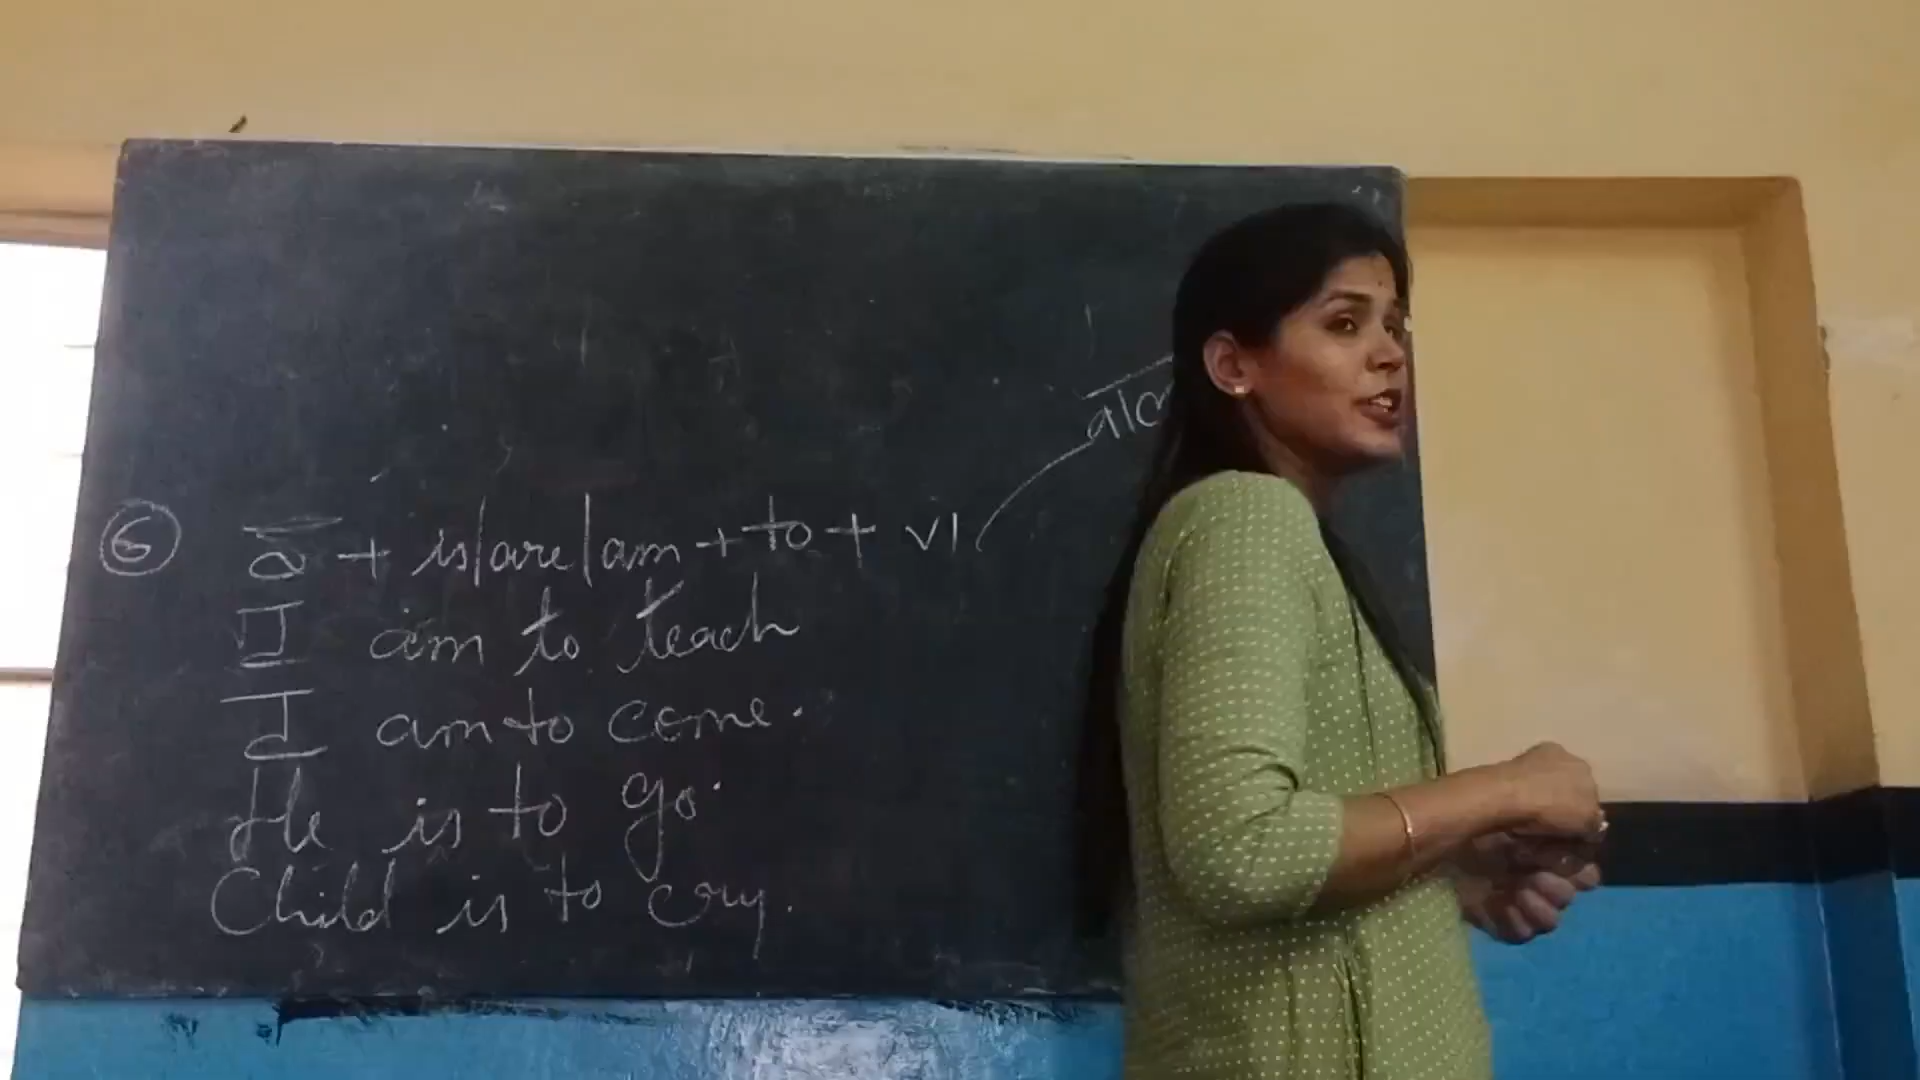 वाल
⑥ + is/are/am + to + v1
I am to teach
I am to come.
He is to go.
Child is to cry.